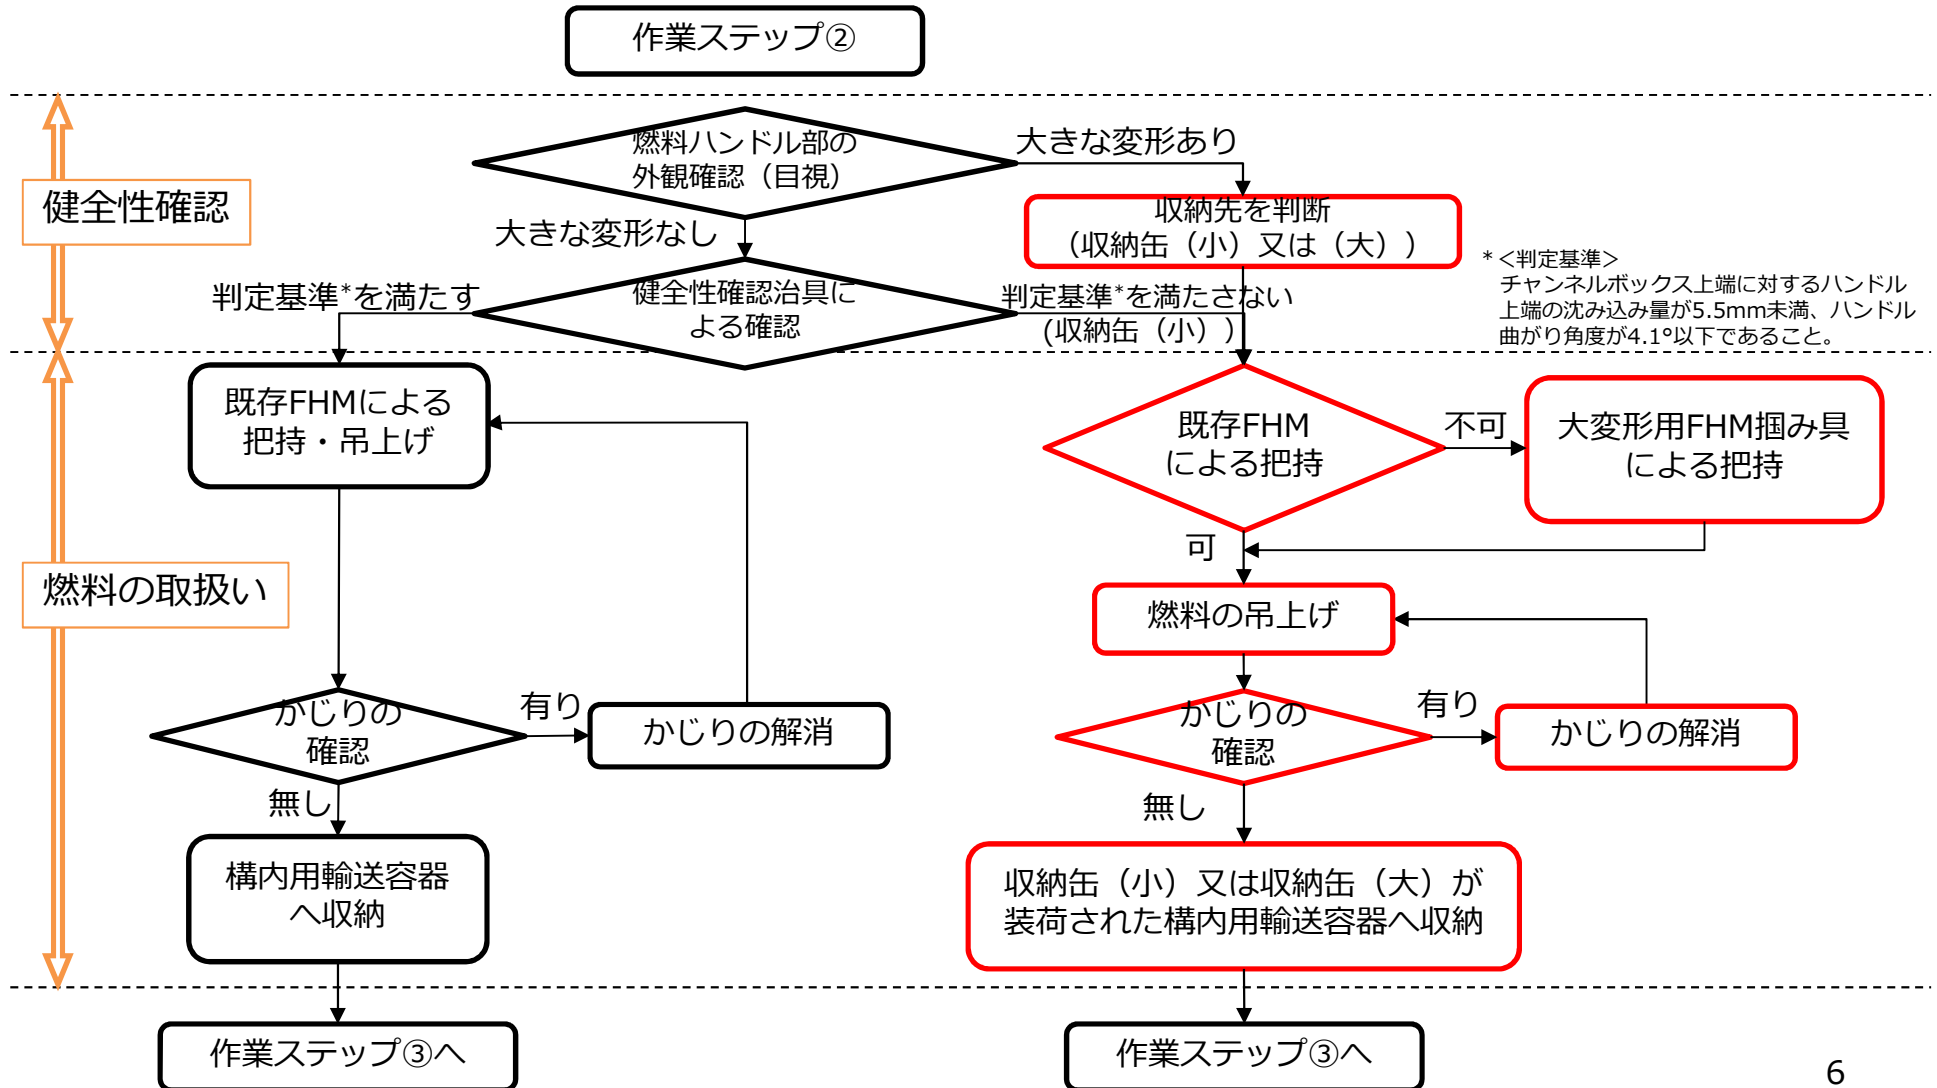 作業ステップ②
燃料ハンドル部の
外観確認（目視）
大きな変形あり
健全性確認
収納先を判断
（収納缶（小）又は（大））
大きな変形なし
*＜判定基準＞
チャンネルボックス上端に対するハンドル
上端の沈み込み量が5.5mm未満、ハンドル
曲がり角度が4.1°以下であること。
判定基準*を満たす
健全性確認治具に
よる確認
判定基準*を満たさない
(収納缶（小）)
既存FHMによる
把持・吊上げ
既存FHM
による把持
不可
大変形用FHM掴み具
による把持
可
燃料の取扱い
燃料の吊上げ
かじりの
確認
有り
かじりの解消
かじりの
確認
有り
かじりの解消
無し
無し
構内用輸送容器
へ収納
収納缶（小）又は収納缶（大）が
装荷された構内用輸送容器へ収納
作業ステップ③へ
作業ステップ③へ
6